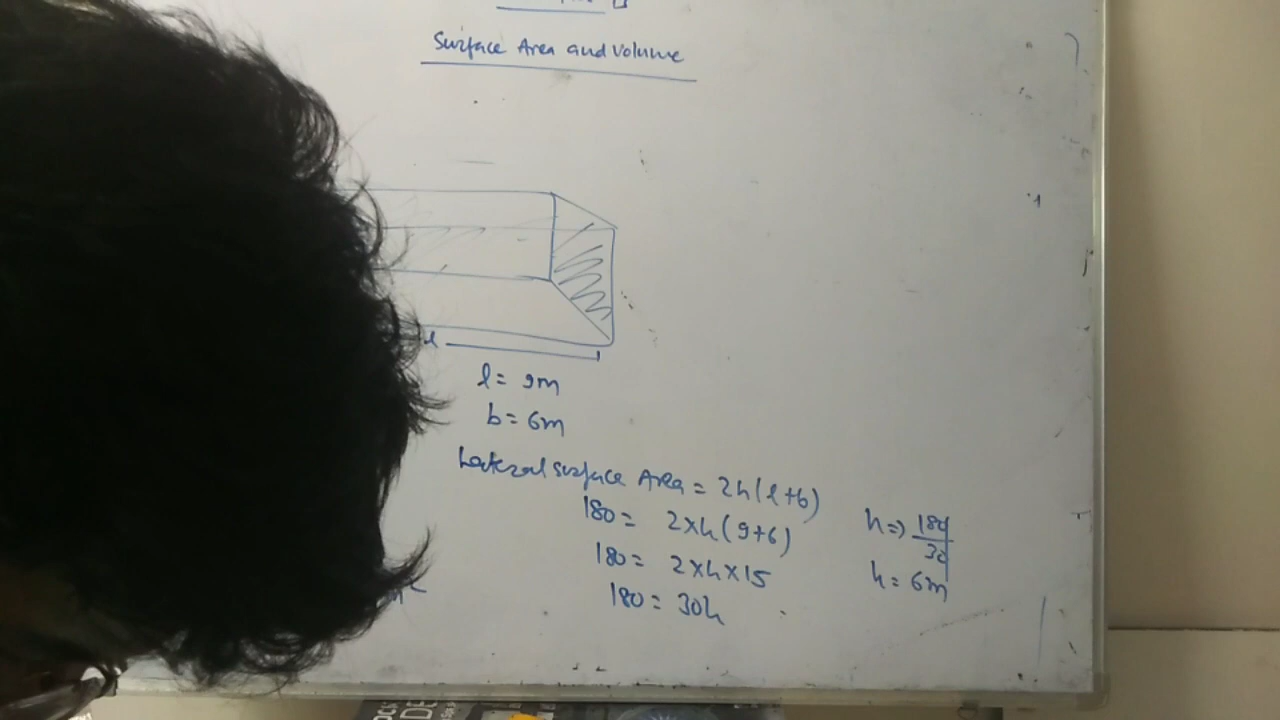 Surface Area and Volume
l
l = 9m
b = 6m
Lateral surface Area = 2h(l+b)
180 = 2×h(9+6)
180 = 2×h×15
180 = 30h
h=) 180
30
h = 6m